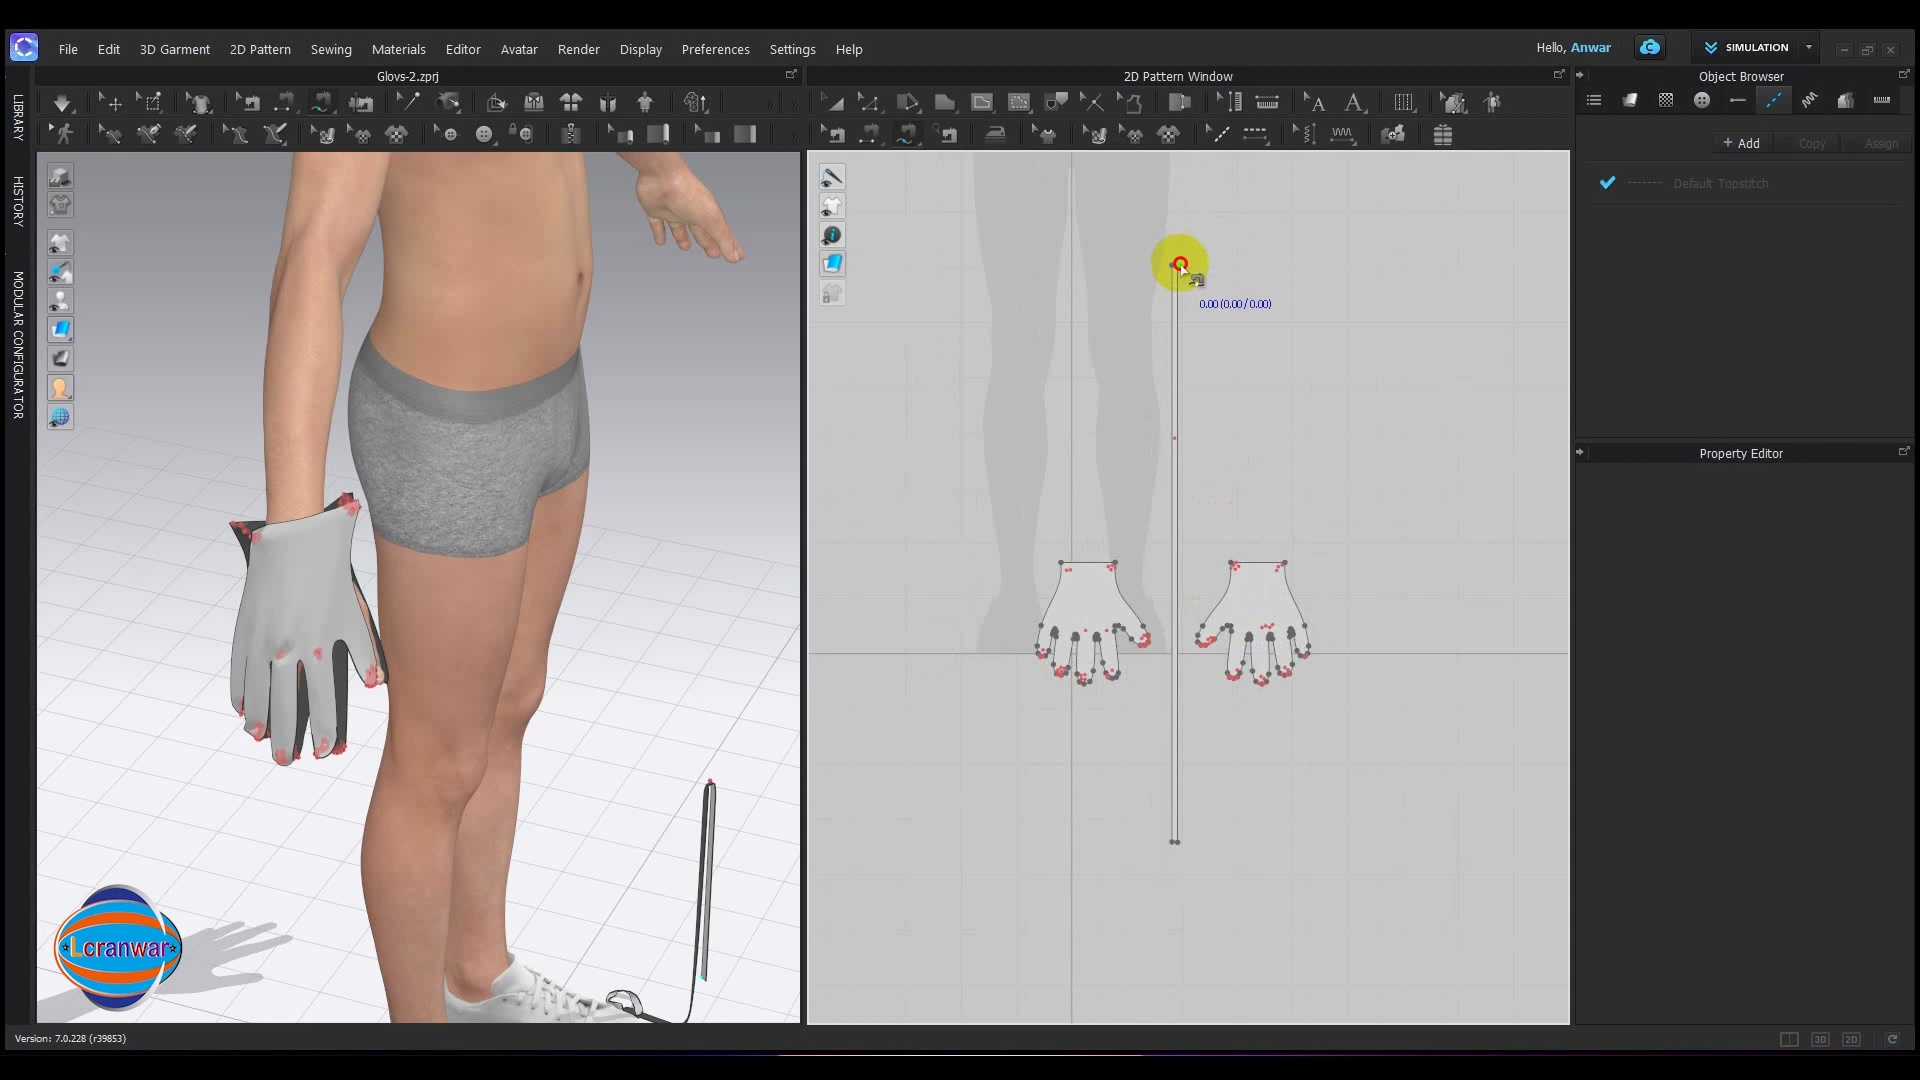 File Edit 3D Garment 2D Pattern Sewing Materials Editor Avatar Render Display Preferences Settings Help
Hello, Anwar
SIMULATION
Glovs-2.zprj
2D Pattern Window
Object Browser
LIBRARY
HISTORY
MODULAR CONFIGURATOR
+ Add
Copy
Assign
Default Topstitch
0.00 (0.00 / 0.00)
Property Editor
Lcranwar
Version: 7.0.228 (r39853)
3D
2D